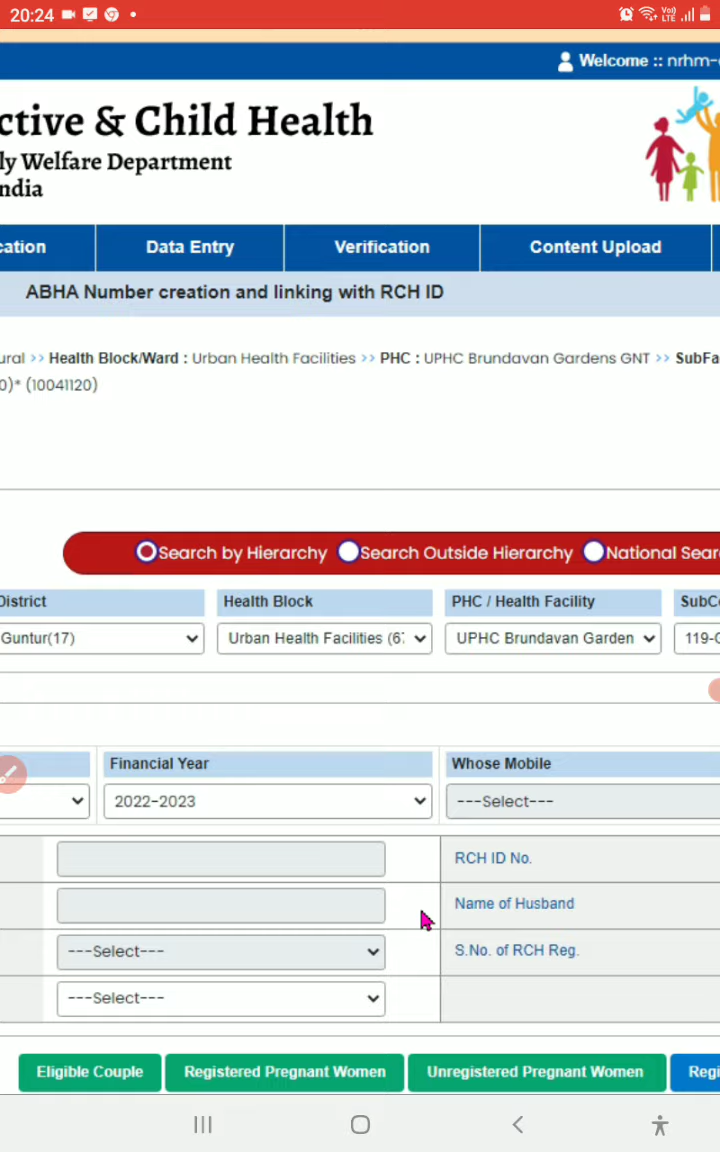 20:24
Vo) LTE
Welcome :: nrhm-
ctive & Child Health
ly Welfare Department
ndia
cation Data Entry Verification Content Upload
ABHA Number creation and linking with RCH ID
ural >> Health Block/Ward : Urban Health Facilities >> PHC : UPHC Brundavan Gardens GNT >> SubFa
0)* (10041120)
Search by Hierarchy Search Outside Hierarchy National Sear
District Health Block PHC / Health Facility SubCe
Guntur(17) Urban Health Facilities (67 UPHC Brundavan Garden 119-G
Financial Year Whose Mobile
2022-2023 ---Select---
RCH ID No.
Name of Husband
---Select--- S.No. of RCH Reg.
---Select---
Eligible Couple Registered Pregnant Women Unregistered Pregnant Women Regi